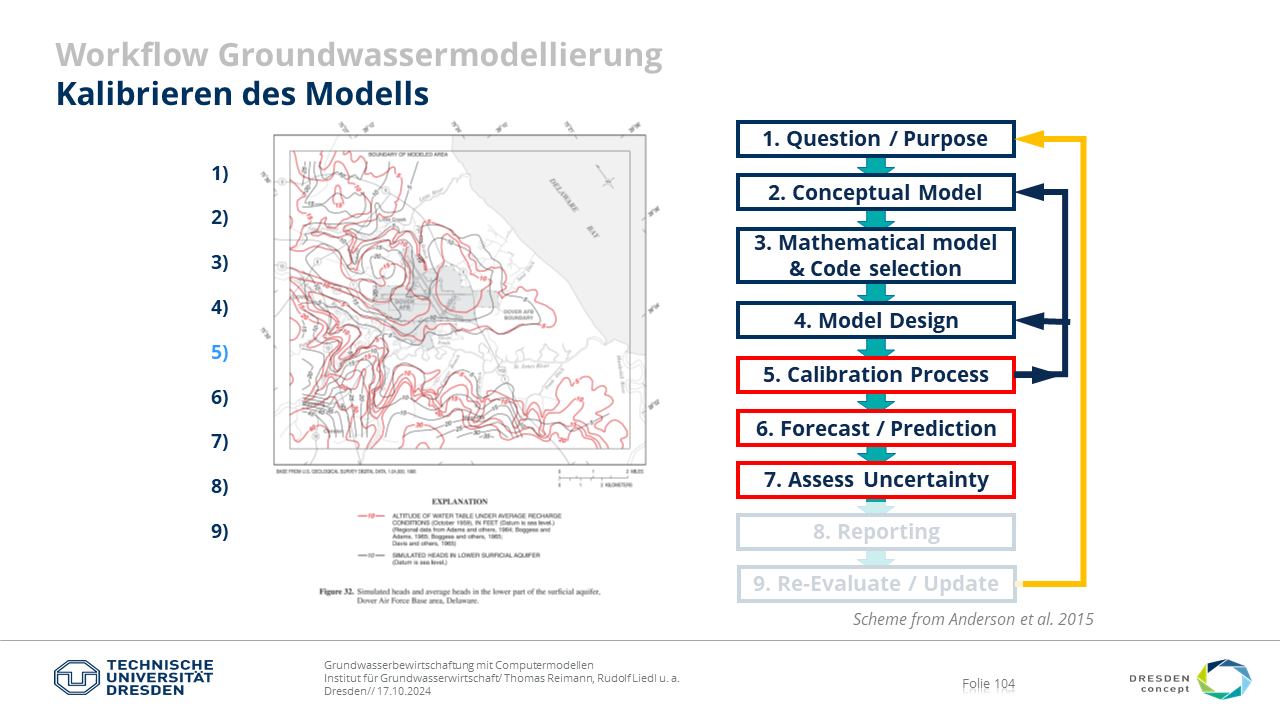 Workflow Groundwassermodellierung
Kalibrieren des Modells
1)
2)
3)
4)
5)
6)
7)
8)
9)
BOUNDARY OF MODELED AREA
DELAWARE
BAY
DOVER AFB
DOVER AFB
BOUNDARY
St. Jones River
BASE FROM U.S. GEOLOGICAL SURVEY DIGITAL DATA, 1:24,000, 1985
0 1 2 MILES
0 1 2 KILOMETERS
EXPLANATION
—10— ALTITUDE OF WATER TABLE UNDER AVERAGE RECHARGE
CONDITIONS (October 1959), IN FEET (Datum is sea level.)
(Regional data from Adams and others, 1964; Boggess and
Adams, 1965; Boggess and others, 1965;
Davis and others, 1965)
—10— SIMULATED HEADS IN LOWER SURFICIAL AQUIFER
(Datum is sea level.)
Figure 32. Simulated heads and average heads in the lower part of the surficial aquifer,
Dover Air Force Base area, Delaware.
1. Question / Purpose
2. Conceptual Model
3. Mathematical model
& Code selection
4. Model Design
5. Calibration Process
6. Forecast / Prediction
7. Assess Uncertainty
8. Reporting
9. Re-Evaluate / Update
Scheme from Anderson et al. 2015
TECHNISCHE
UNIVERSITÄT
DRESDEN
Grundwasserbewirtschaftung mit Computermodellen
Institut für Grundwasserwirtschaft/ Thomas Reimann, Rudolf Liedl u. a.
Dresden// 17.10.2024
Folie 104
DRESDEN
concept